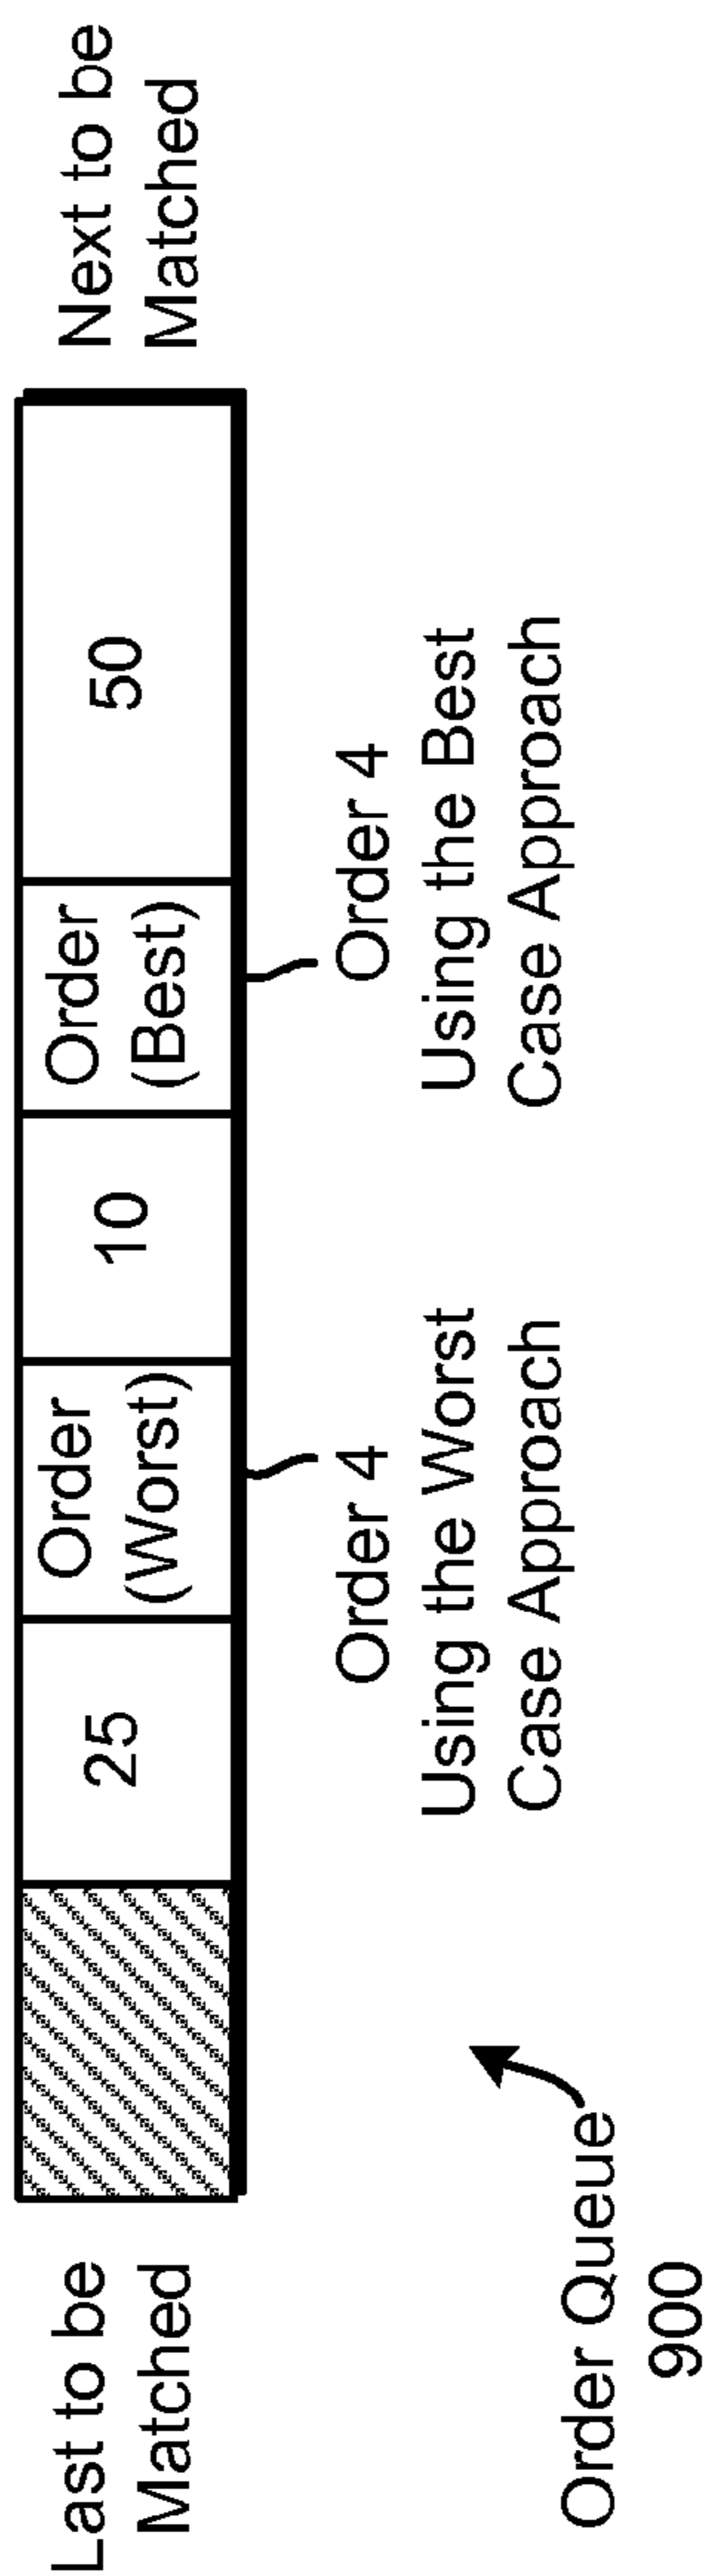 Last to be
Matched
25
Order
(Worst)
10
Order
(Best)
50
Next to be
Matched
Order 4
Using the Worst
Case Approach
Order 4
Using the Best
Case Approach
Order Queue
900